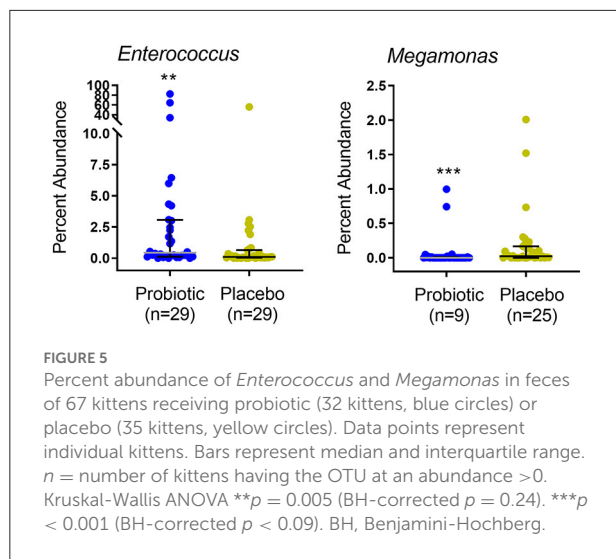 Enterococcus
**
100
80
60
40
10.0
7.5
5.0
2.5
0.0
Percent Abundance
Probiotic
(n=29)
Placebo
(n=29)
Megamonas
2.5
2.0
1.5
1.0
0.5
0.0
Percent Abundance
***
Probiotic
(n=9)
Placebo
(n=25)
FIGURE 5
Percent abundance of Enterococcus and Megamonas in feces
of 67 kittens receiving probiotic (32 kittens, blue circles) or
placebo (35 kittens, yellow circles). Data points represent
individual kittens. Bars represent median and interquartile range.
n = number of kittens having the OTU at an abundance >0.
Kruskal-Wallis ANOVA **p = 0.005 (BH-corrected p = 0.24). ***p
< 0.001 (BH-corrected p < 0.09). BH, Benjamini-Hochberg.